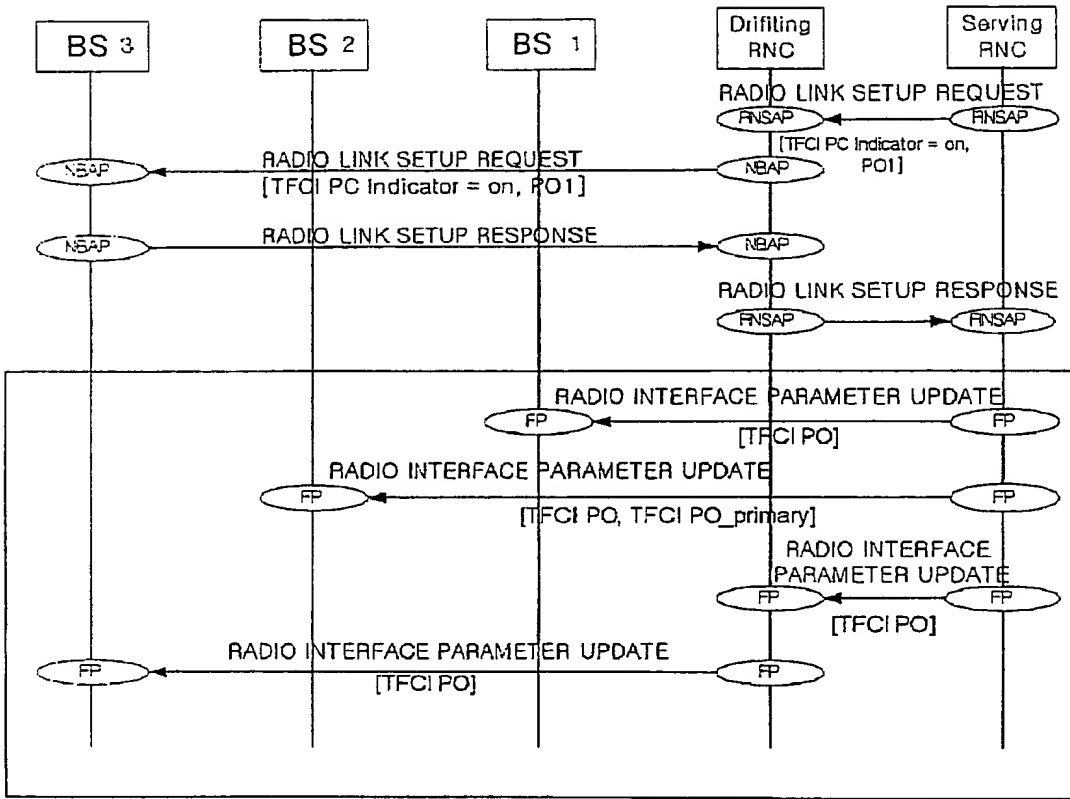 BS 3
BS 2
BS 1
Drifiling
RNC
Serving
RNC
RADIO LINK SETUP REQUEST
RNSAP
RNSAP
[TFCI PC Indicator = on,
PO1]
RADIO LINK SETUP REQUEST
NBAP
NBAP
[TFCI PC Indicator = on, PO1]
RADIO LINK SETUP RESPONSE
NBAP
NBAP
RADIO LINK SETUP RESPONSE
RNSAP
RNSAP
RADIO INTERFACE PARAMETER UPDATE
FP
FP
[TFCI PO]
RADIO INTERFACE PARAMETER UPDATE
FP
FP
[TFCI PO, TFCI PO_primary]
RADIO INTERFACE
PARAMETER UPDATE
FP
FP
[TFCI PO]
RADIO INTERFACE PARAMETER UPDATE
FP
FP
[TFCI PO]